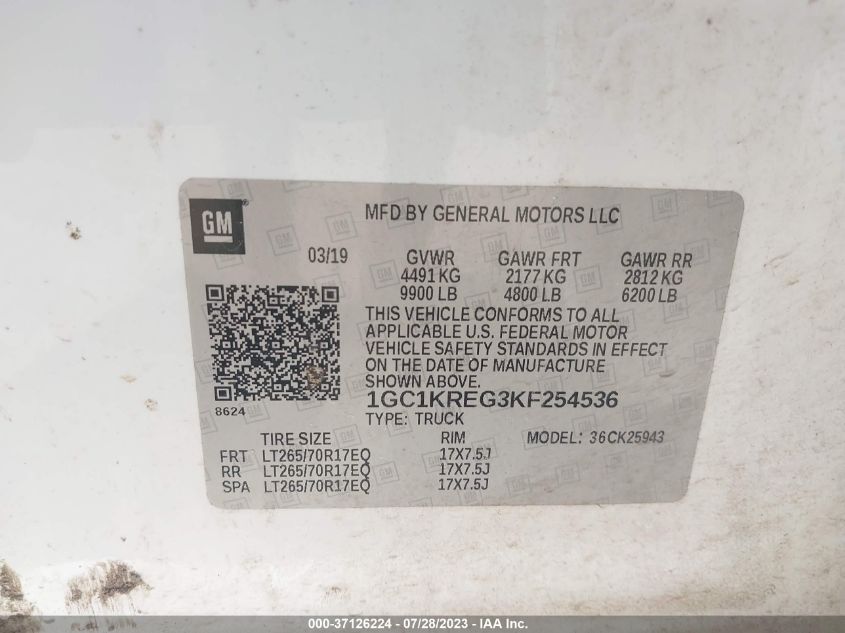 GM ®
MFD BY GENERAL MOTORS LLC
03/19 GVWR GAWR FRT GAWR RR
4491 KG 2177 KG 2812 KG
9900 LB 4800 LB 6200 LB
THIS VEHICLE CONFORMS TO ALL
APPLICABLE U.S. FEDERAL MOTOR
VEHICLE SAFETY STANDARDS IN EFFECT
ON THE DATE OF MANUFACTURE
SHOWN ABOVE.
1GC1KREG3KF254536
8624
TYPE: TRUCK
TIRE SIZE RIM MODEL: 36CK25943
FRT LT265/70R17EQ 17X7.5J
RR LT265/70R17EQ 17X7.5J
SPA LT265/70R17EQ 17X7.5J
000-37126224 - 07/28/2023 - IAA Inc.